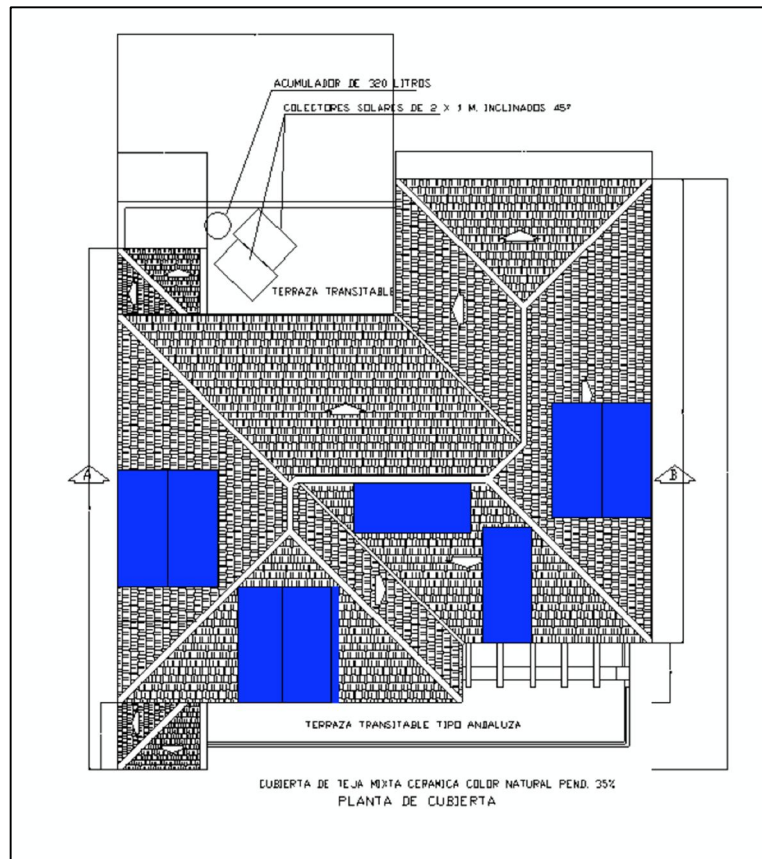 ACUMULADOR DE 320 LITROS
COLECTORES SOLARES DE 2 X 1 M. INCLINADOS 45º
TERRAZA TRANSITABLE
A
B
TERRAZA TRANSITABLE TIPO ANDALUZA
CUBIERTA DE TEJA MIXTA CERAMICA COLOR NATURAL PEND. 35%
PLANTA DE CUBIERTA